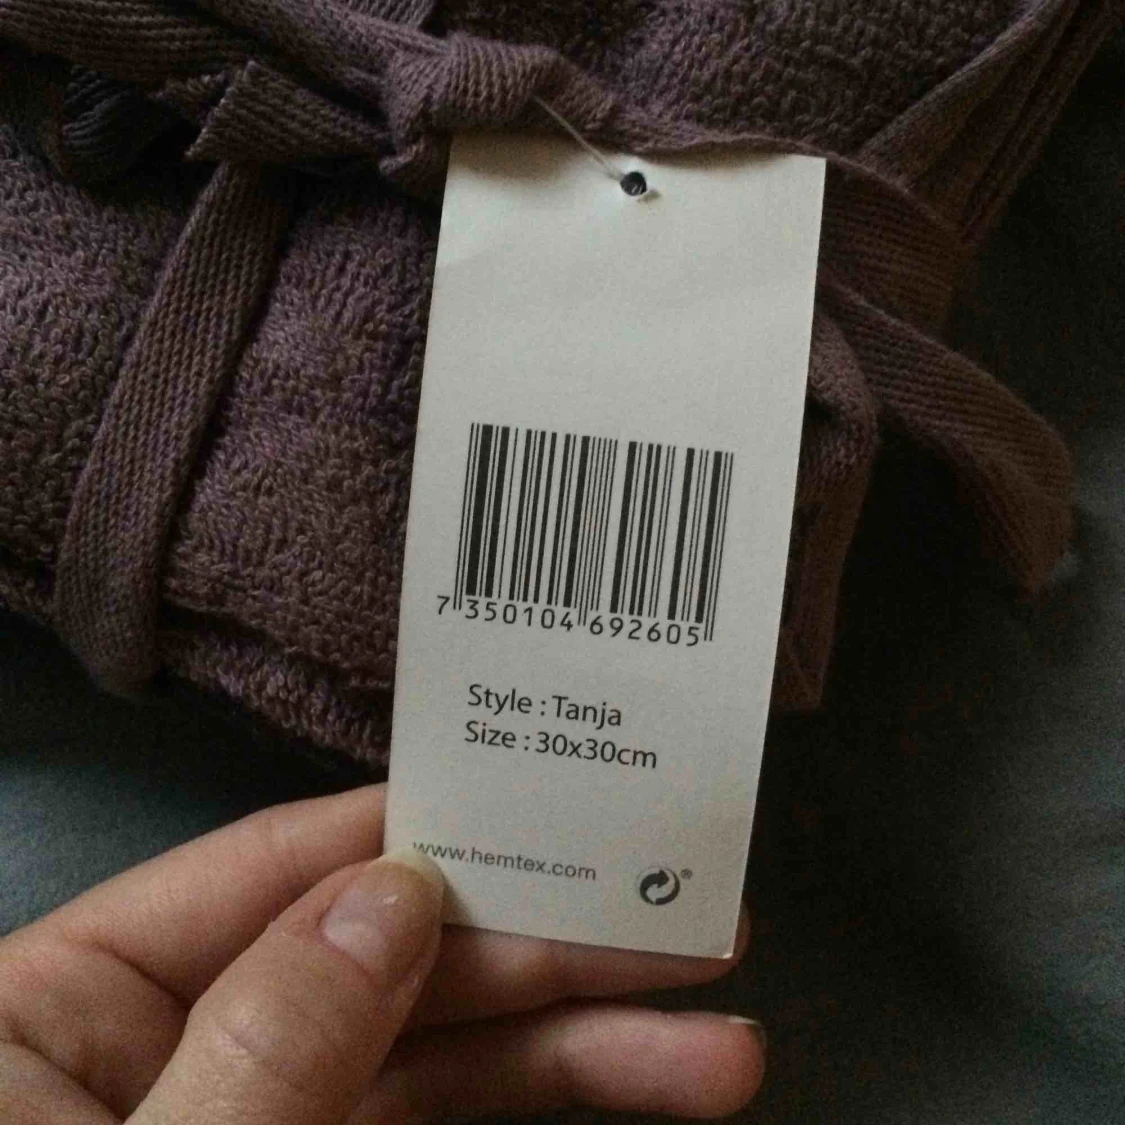 7 350104 692605
Style : Tanja
Size : 30x30cm
www.hemtex.com
®